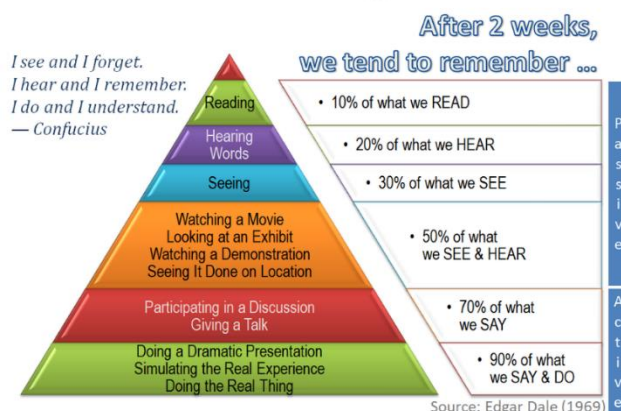 After 2 weeks,
we tend to remember ...
I see and I forget.
I hear and I remember.
I do and I understand.
— Confucius
Reading
• 10% of what we READ
Hearing
Words
• 20% of what we HEAR
Seeing
• 30% of what we SEE
Watching a Movie
Looking at an Exhibit
Watching a Demonstration
Seeing It Done on Location
• 50% of what
we SEE & HEAR
Participating in a Discussion
Giving a Talk
• 70% of what
we SAY
Doing a Dramatic Presentation
Simulating the Real Experience
Doing the Real Thing
• 90% of what
we SAY & DO
Passive
Active
Source: Edgar Dale (1969)